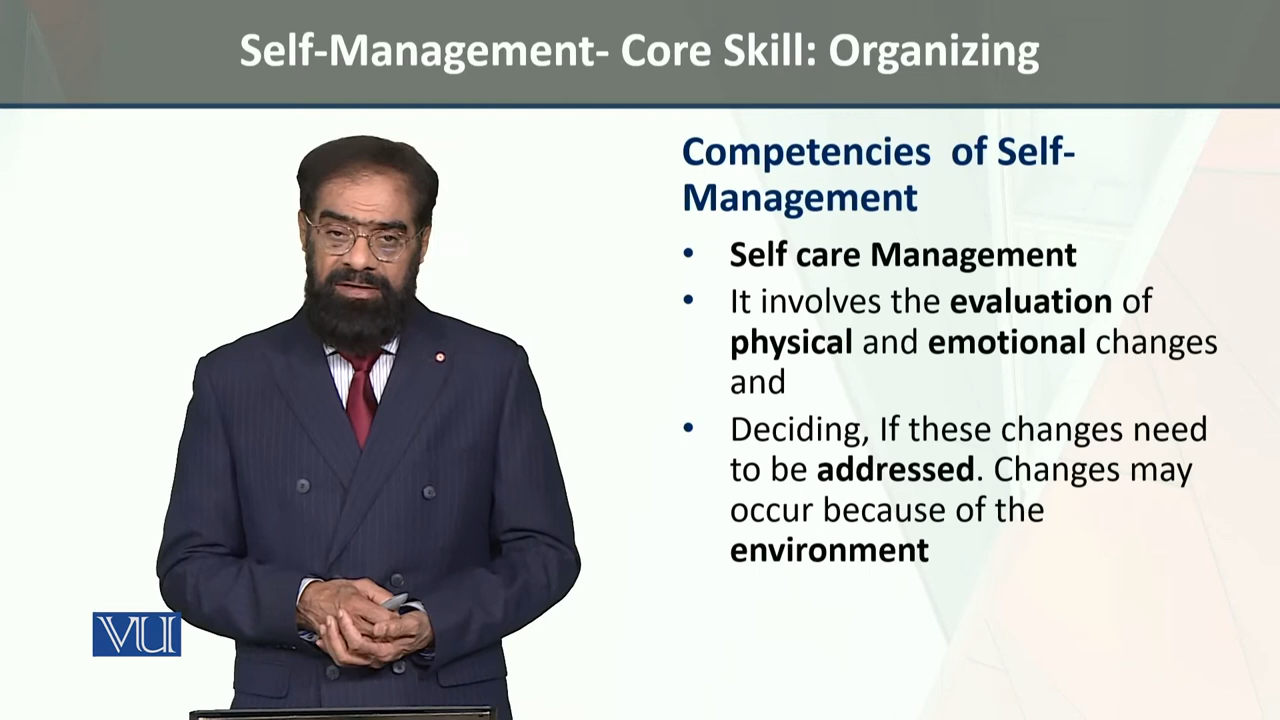 Self-Management- Core Skill: Organizing
Competencies of Self-
Management
• Self care Management
• It involves the evaluation of
physical and emotional changes
and
• Deciding, If these changes need
to be addressed. Changes may
occur because of the
environment
VU